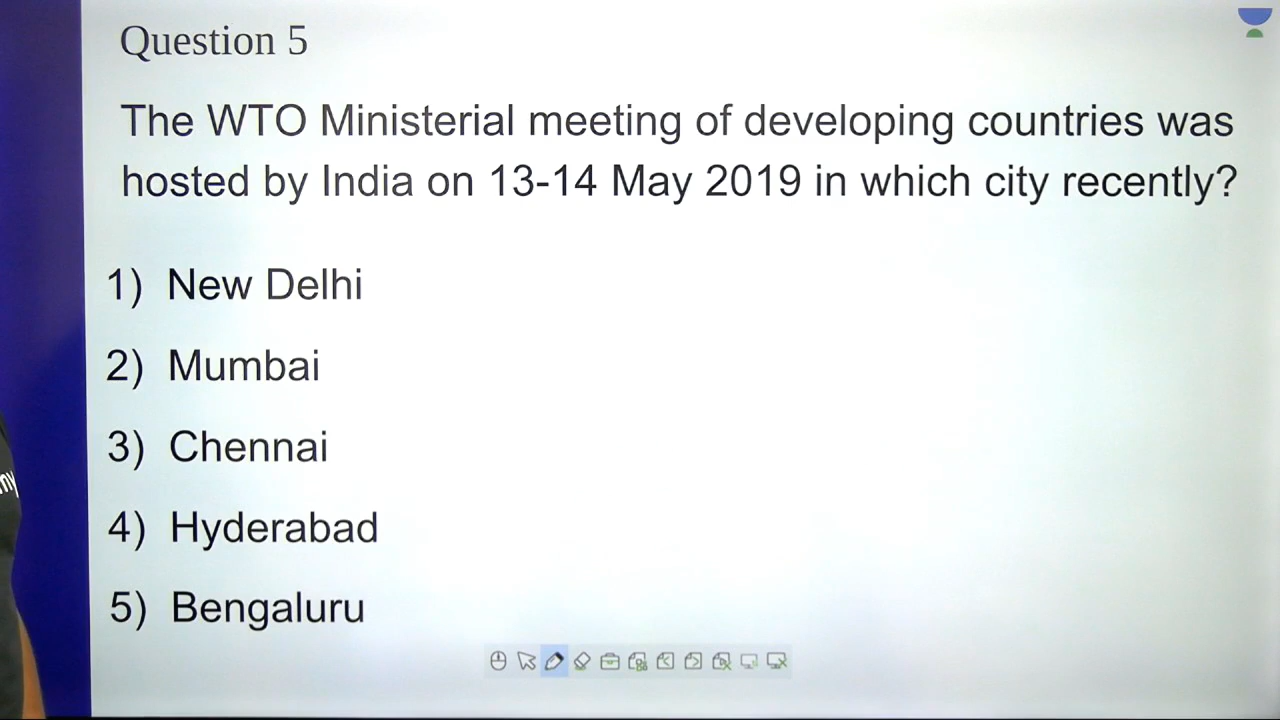 Question 5
The WTO Ministerial meeting of developing countries was
hosted by India on 13-14 May 2019 in which city recently?
1) New Delhi
2) Mumbai
3) Chennai
4) Hyderabad
5) Bengaluru
my